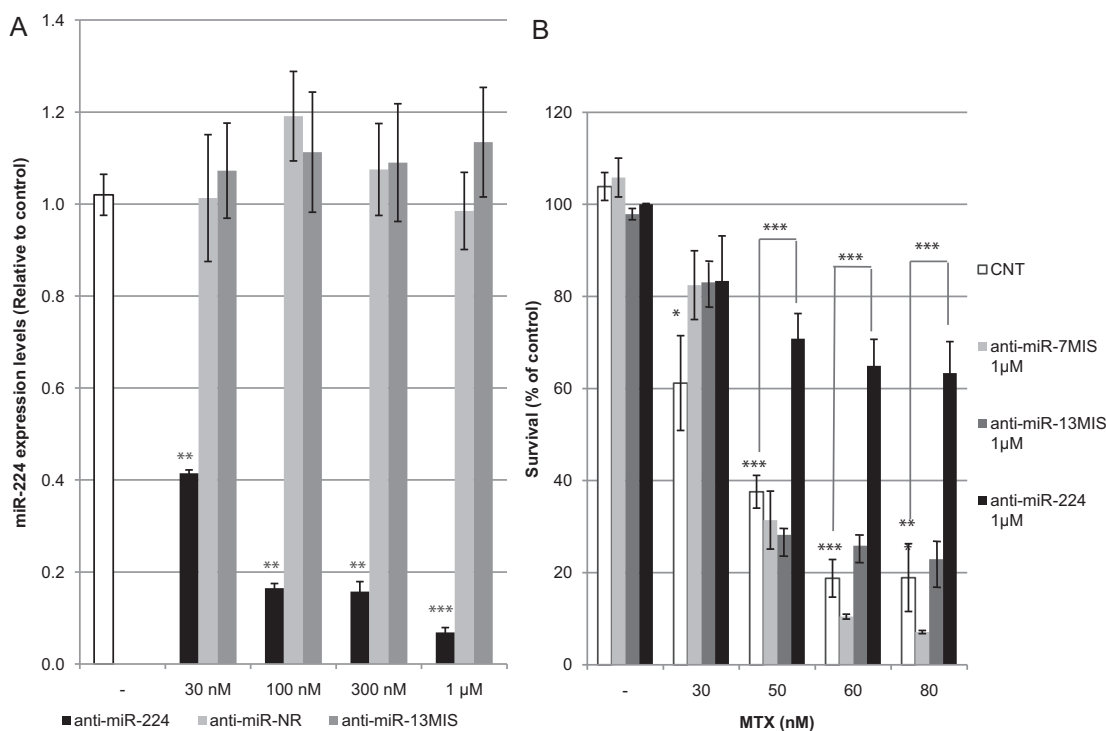 A
miR-224 expression levels (Relative to control)
1.4
1.2
1.0
0.8
0.6
0.4
0.2
0.0
**
**
**
***
- 30 nM 100 nM 300 nM 1 µM
anti-miR-224 anti-miR-NR anti-miR-13MIS
B
Survival (% of control)
120
100
80
60
40
20
0
*
***
***
***
***
***
**
*
- 30 50 60 80
MTX (nM)
CNT
anti-miR-7MIS
1µM
anti-miR-13MIS
1µM
anti-miR-224
1µM